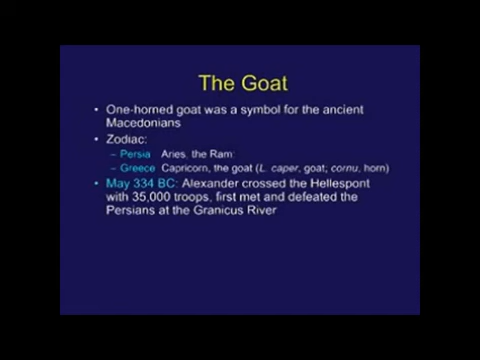 The Goat
• One-horned goat was a symbol for the ancient
Macedonians
• Zodiac:
– Persia Aries, the Ram:
– Greece Capricorn, the goat (L. caper, goat; cornu, horn)
• May 334 BC: Alexander crossed the Hellespont
with 35,000 troops, first met and defeated the
Persians at the Granicus River